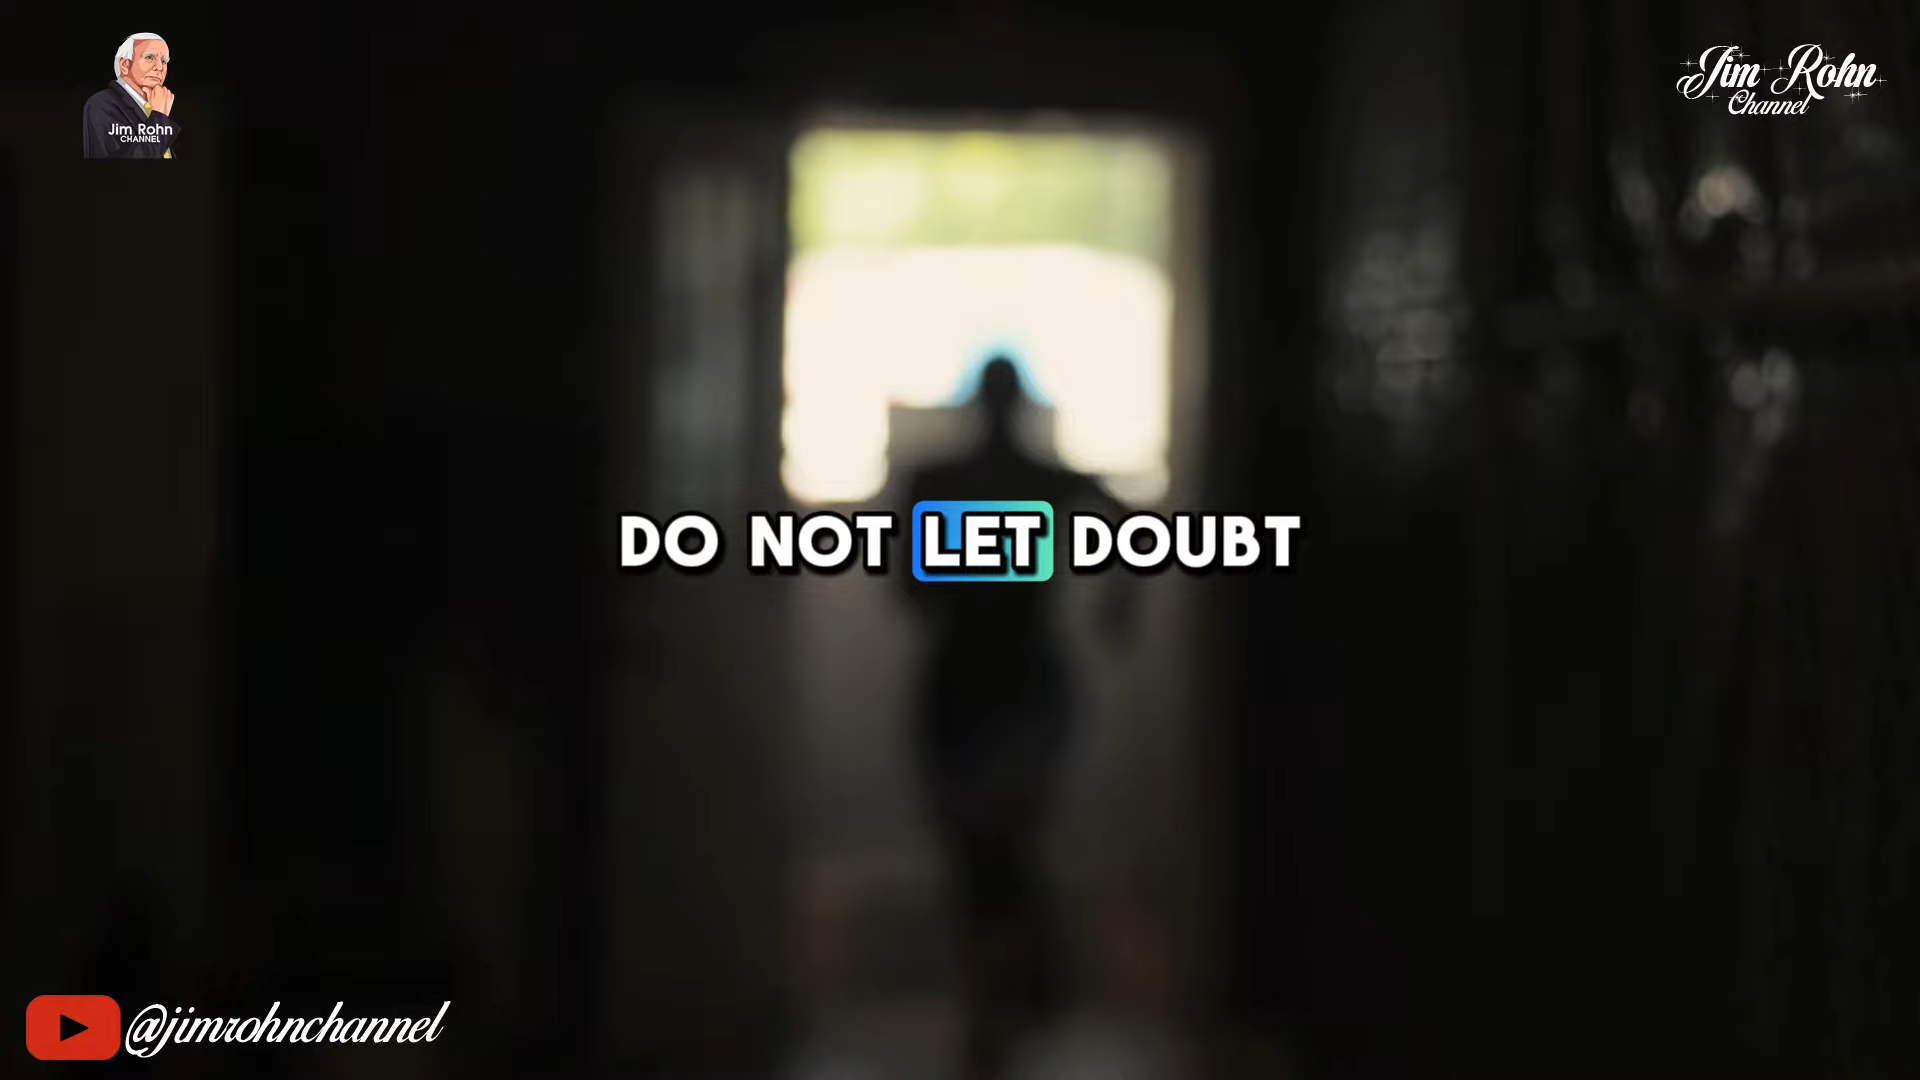 Jim Rohn
CHANNEL
Jim Rohn
Channel
DO NOT LET DOUBT
@jimrohnchannel